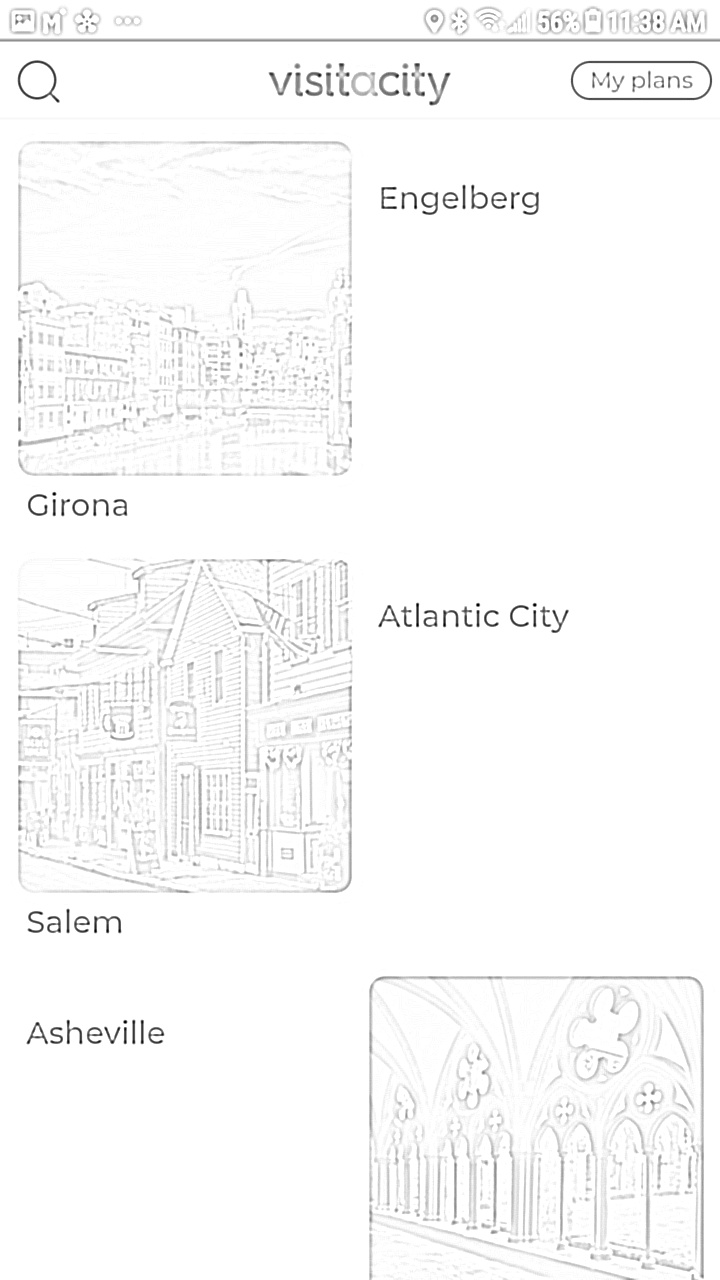 56% 11:38 AM
visitacity
My plans
Engelberg
Girona
Atlantic City
Salem
Asheville